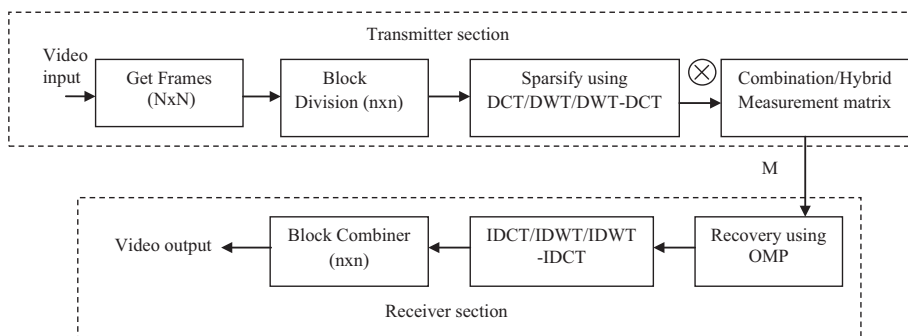 Transmitter section
Video
input
Get Frames
(NxN)
Block
Division (nxn)
Sparsify using
DCT/DWT/DWT-DCT
Combination/Hybrid
Measurement matrix
M
Video output
Block Combiner
(nxn)
IDCT/IDWT/IDWT
-IDCT
Recovery using
OMP
Receiver section